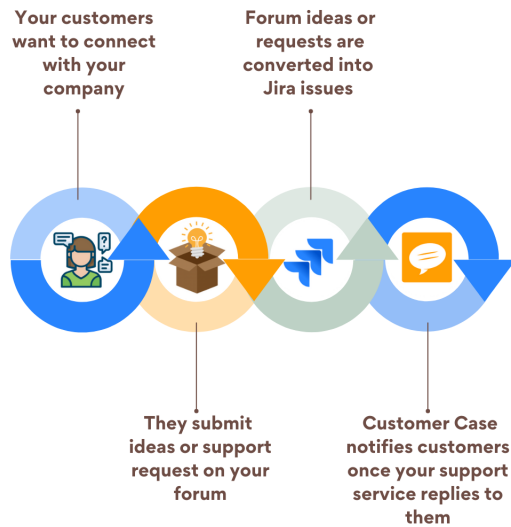 Your customers
want to connect
with your
company
They submit
ideas or support
request on your
forum
Forum ideas or
requests are
converted into
Jira issues
Customer Case
notifies customers
once your support
service replies to
them
?